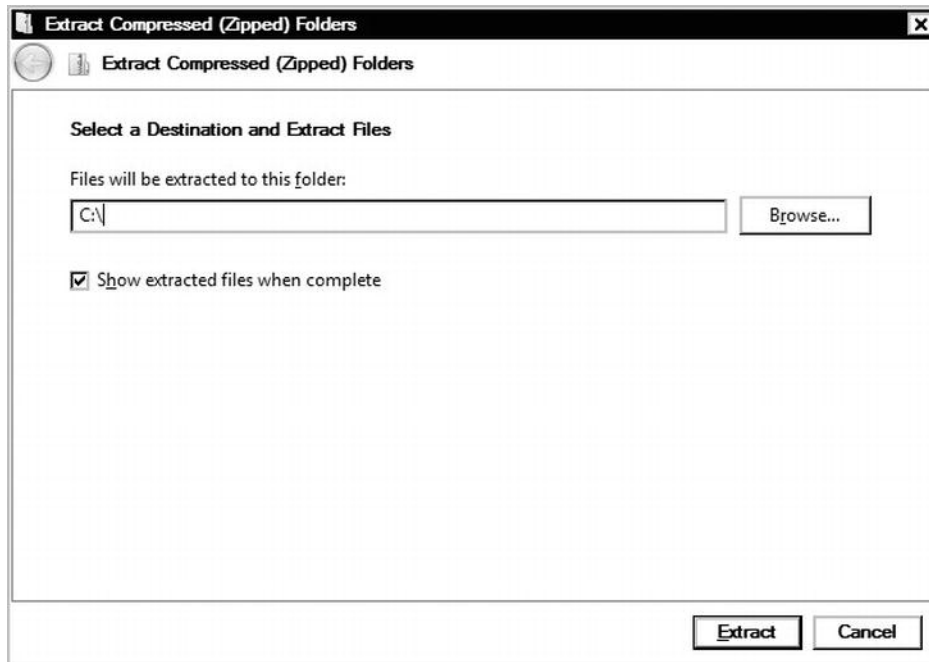 Extract Compressed (Zipped) Folders
Extract Compressed (Zipped) Folders
Select a Destination and Extract Files
Files will be extracted to this folder:
C:\
Browse...
Show extracted files when complete
Extract
Cancel